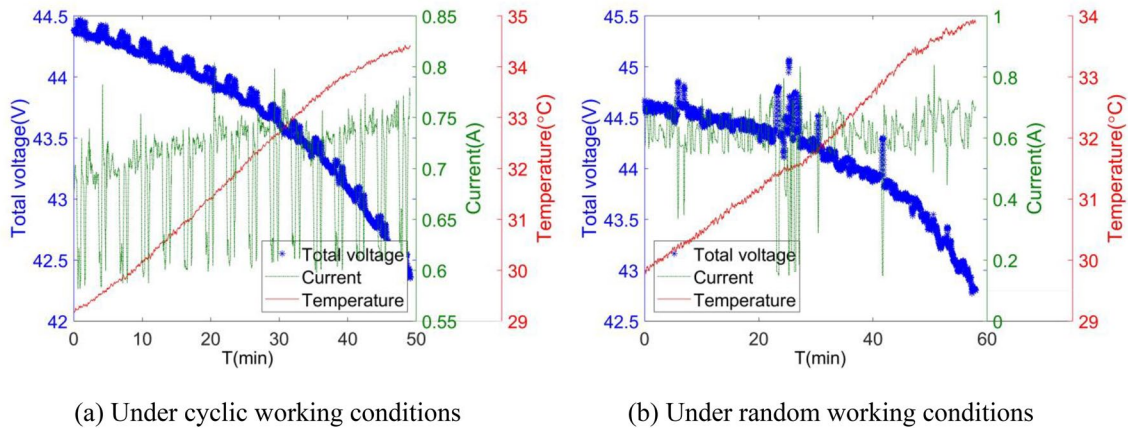 44.5
44
43.5
43
42.5
42
Total voltage(V)
0 10 20 30 40 50
T(min)
0.85
0.8
0.75
0.7
0.65
0.6
0.55
Current(A)
35
34
33
32
31
30
29
Temperature(°C)
Total voltage
Current
Temperature
(a) Under cyclic working conditions
45.5
45
44.5
44
43.5
43
42.5
Total voltage(V)
0 20 40 60
T(min)
1
0.8
0.6
0.4
0.2
0
Current(A)
34
33
32
31
30
29
Temperature(°C)
Total voltage
Current
Temperature
(b) Under random working conditions